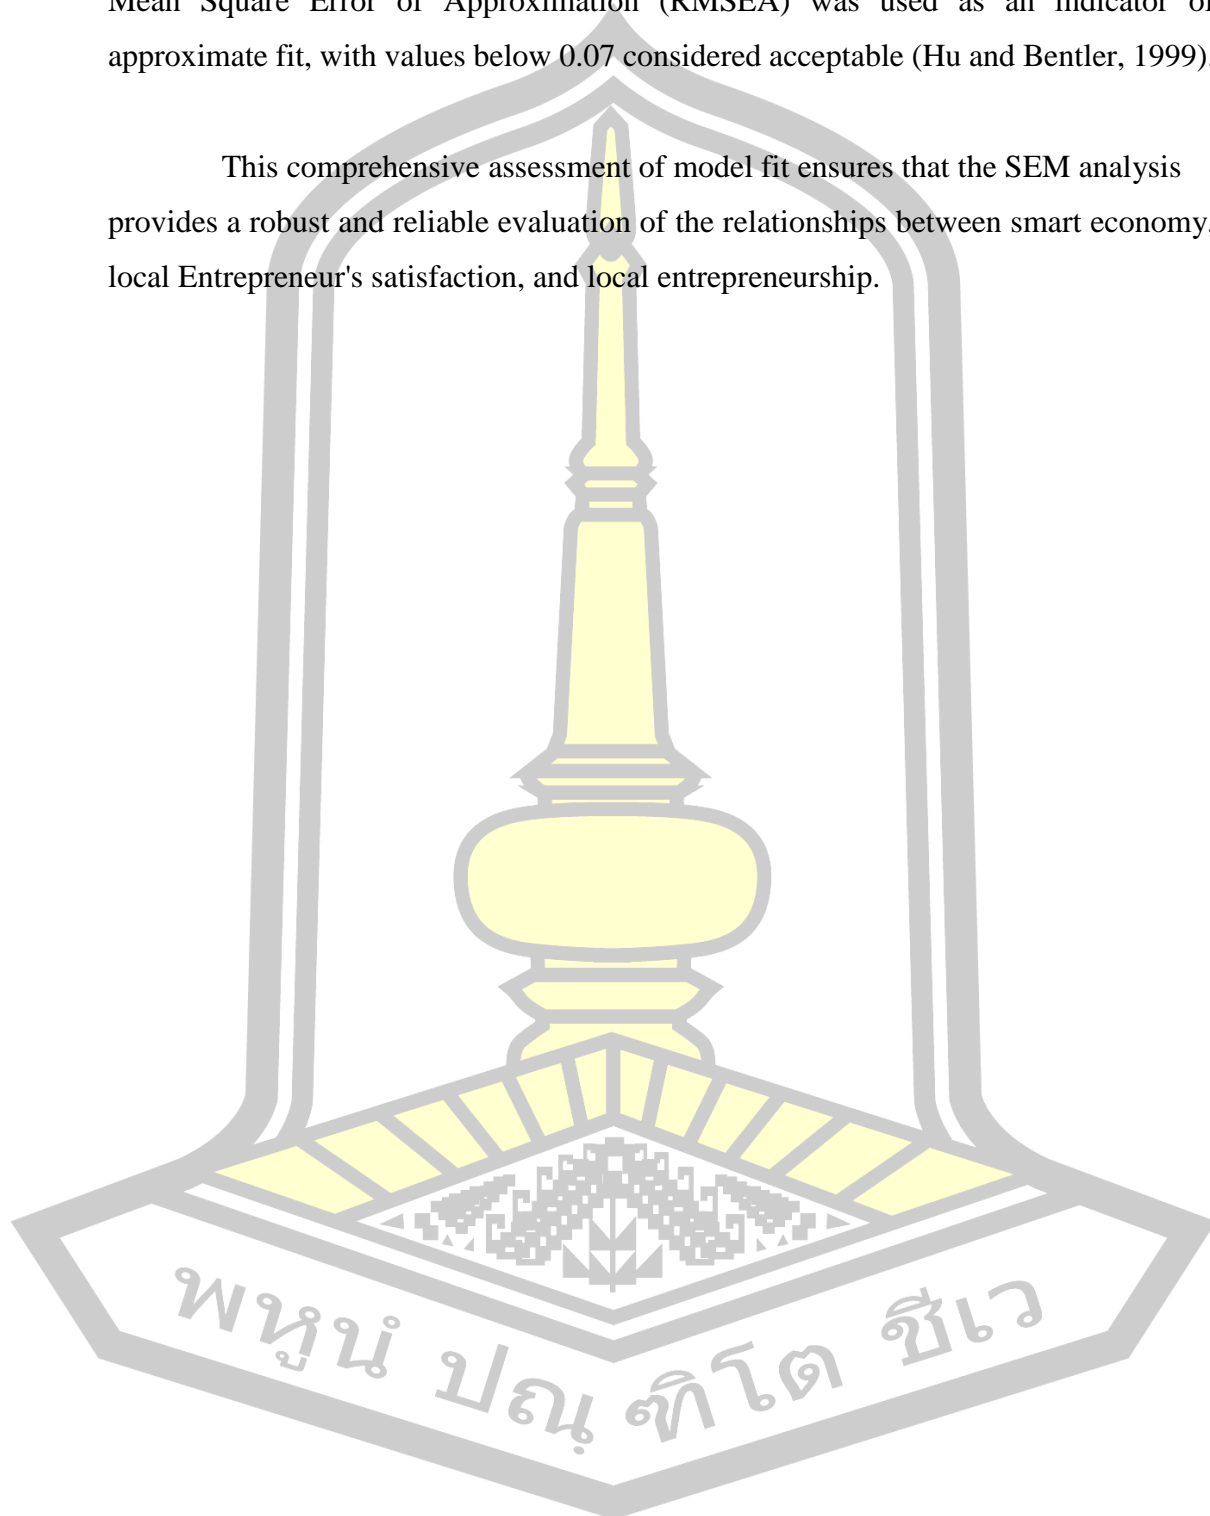 Mean Square Error of Approximation (RMSEA) was used as an indicator of
approximate fit, with values below 0.07 considered acceptable (Hu and Bentler, 1999).
This comprehensive assessment of model fit ensures that the SEM analysis
provides a robust and reliable evaluation of the relationships between smart economy,
local Entrepreneur's satisfaction, and local entrepreneurship.
พหูนํ ปณฺฑิโต ชีเว